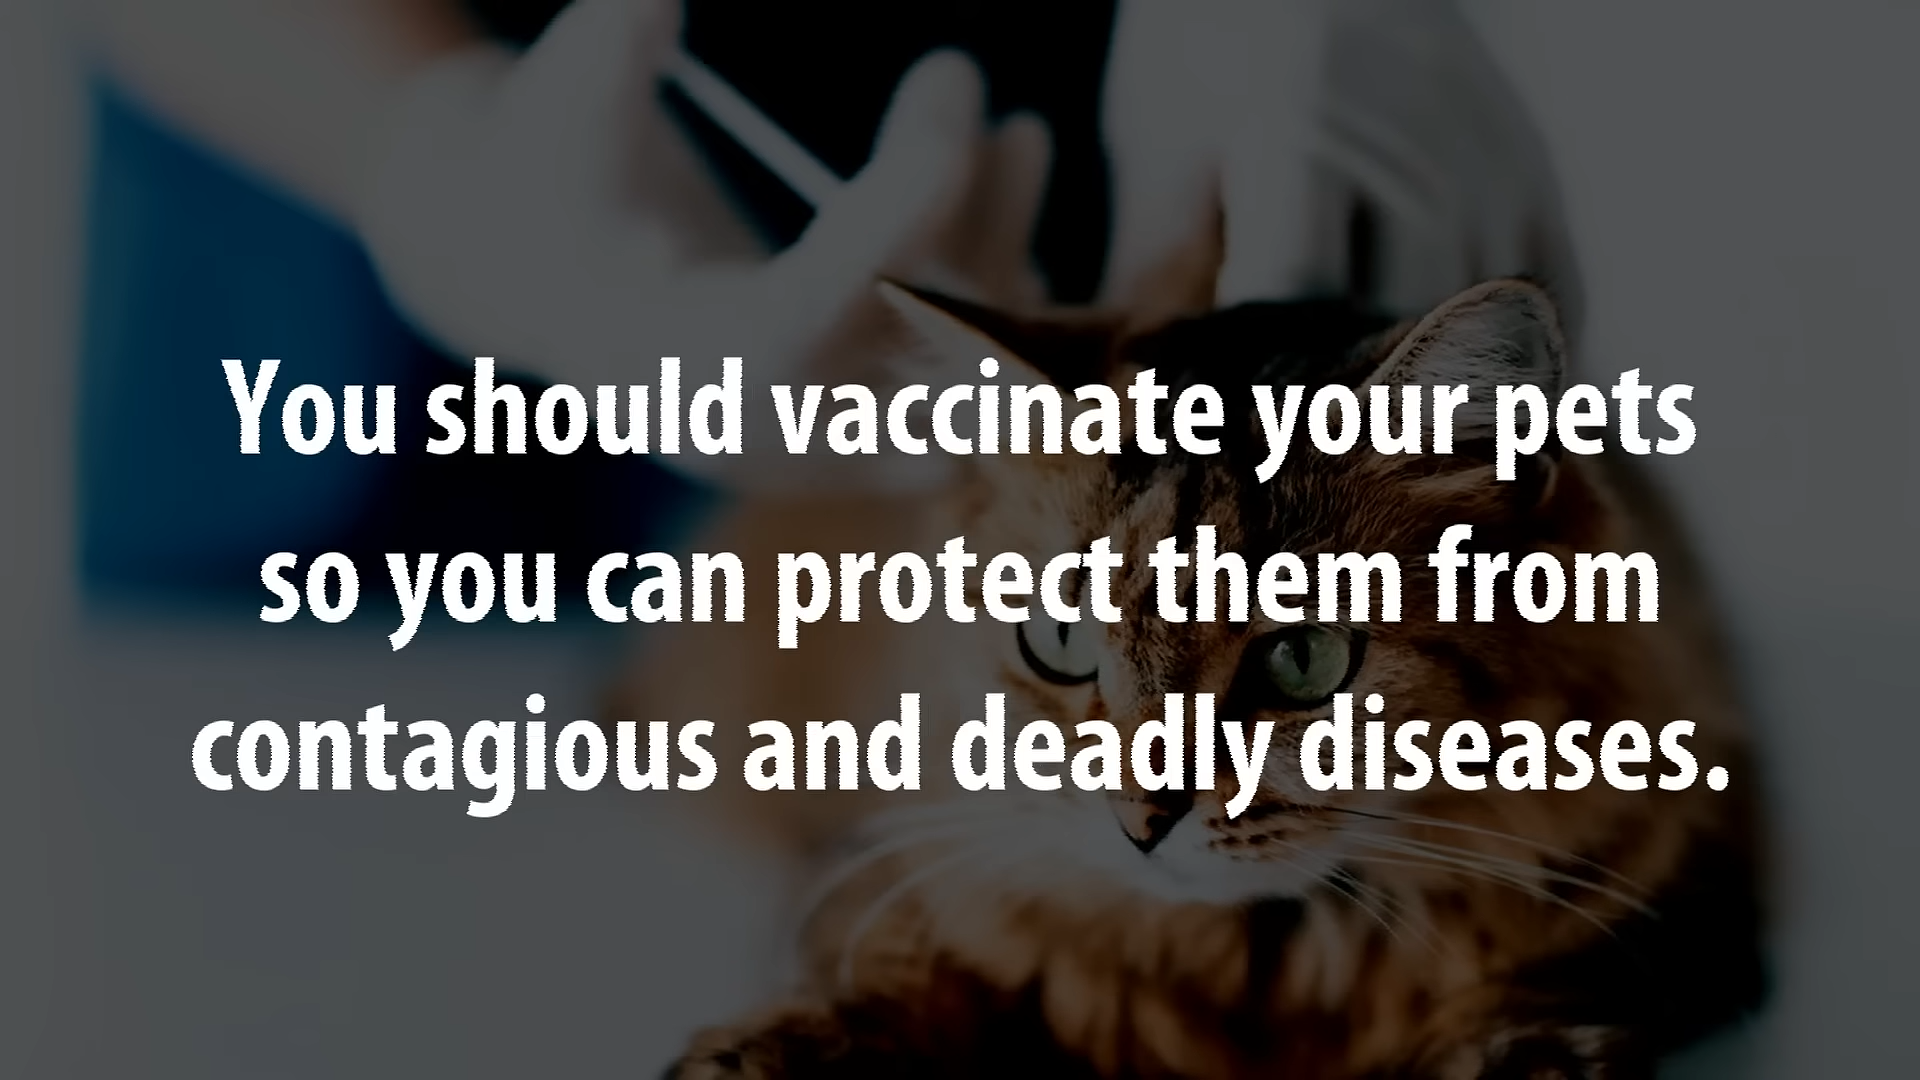 You should vaccinate your pets
so you can protect them from
contagious and deadly diseases.